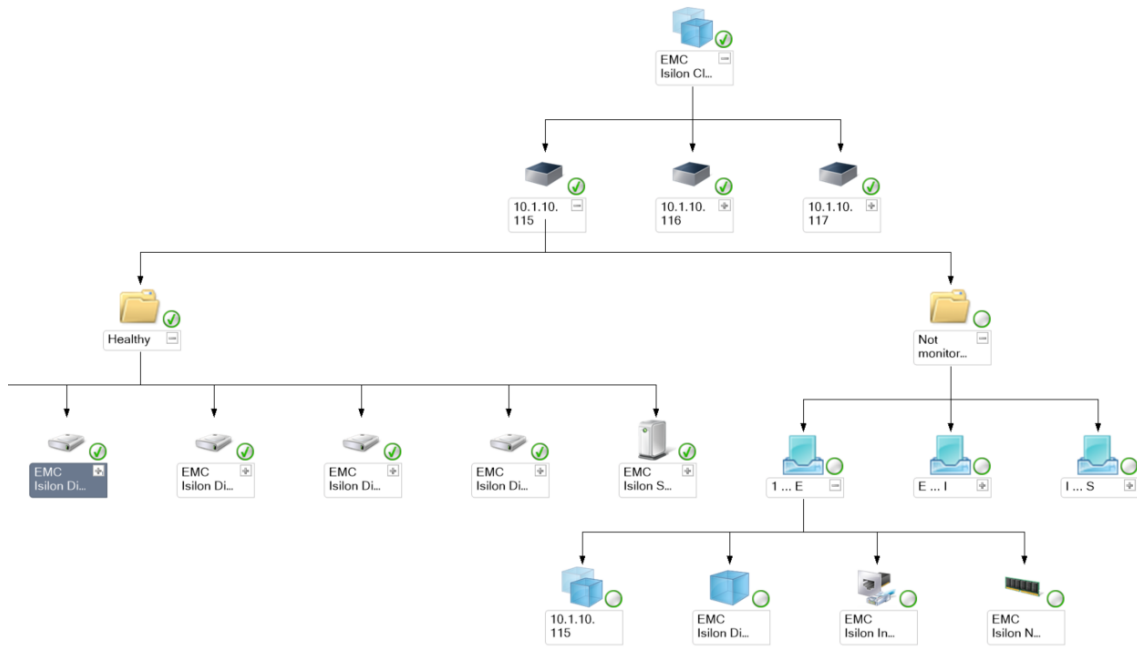 EMC
Isilon Cl...
10.1.10.
115
10.1.10.
116
10.1.10.
117
Healthy
Not
monitor...
EMC
Isilon Di...
EMC
Isilon Di...
EMC
Isilon Di...
EMC
Isilon Di...
EMC
Isilon S...
1 ... E
E ... I
I ... S
10.1.10.
115
EMC
Isilon Di...
EMC
Isilon In...
EMC
Isilon N...